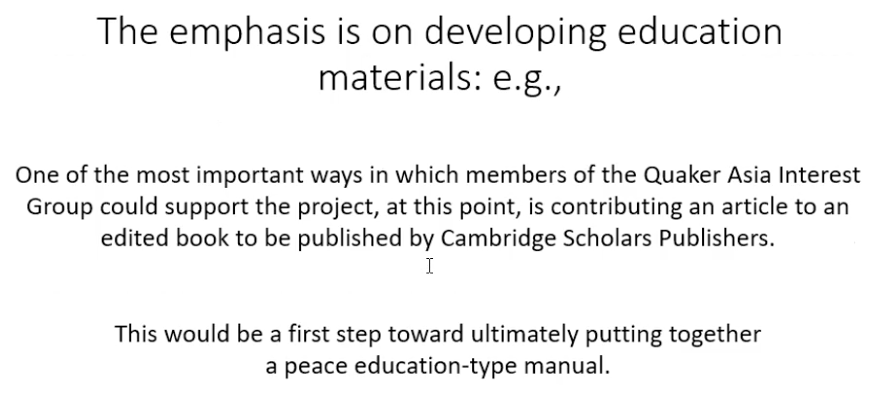 The emphasis is on developing education
materials: e.g.,
One of the most important ways in which members of the Quaker Asia Interest
Group could support the project, at this point, is contributing an article to an
edited book to be published by Cambridge Scholars Publishers.
This would be a first step toward ultimately putting together
a peace education-type manual.